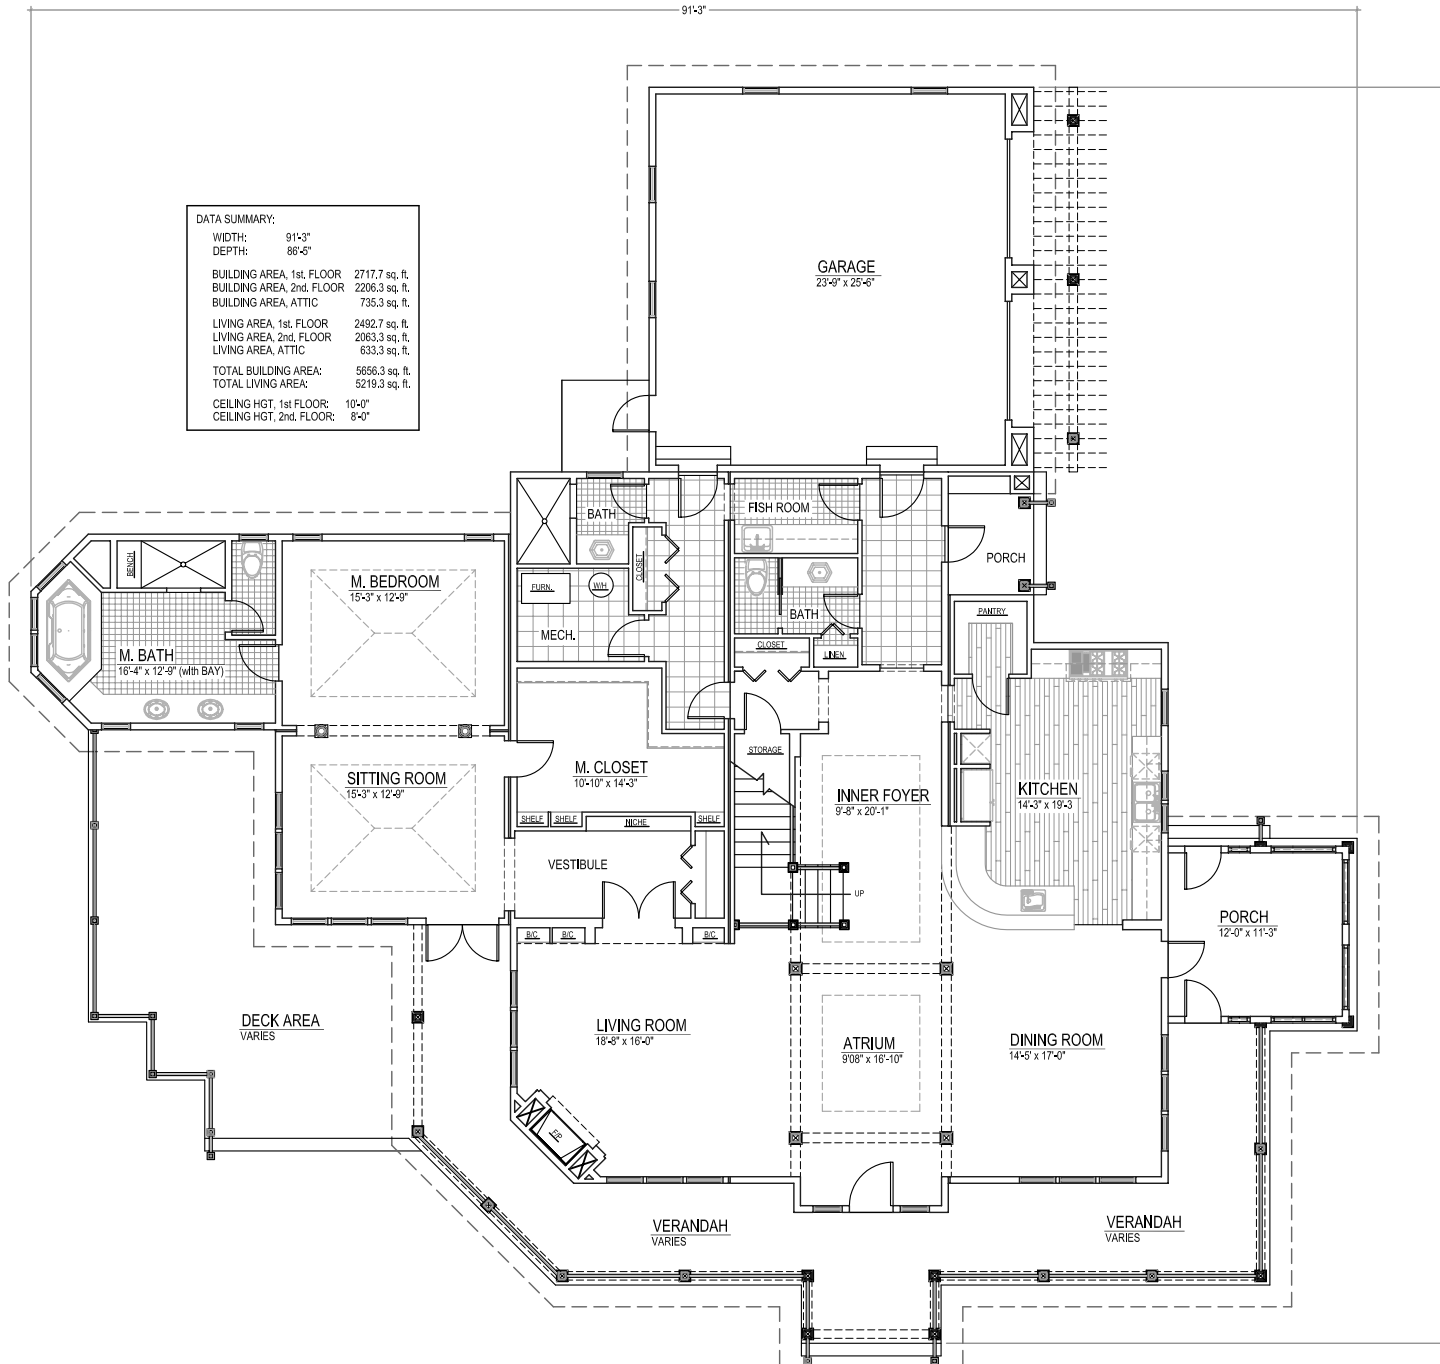 91'-3"
DATA SUMMARY:
WIDTH: 91'-3"
DEPTH: 86'-5"
BUILDING AREA, 1st. FLOOR 2717.7 sq. ft.
BUILDING AREA, 2nd. FLOOR 2206.3 sq. ft.
BUILDING AREA, ATTIC 735.3 sq. ft.
LIVING AREA, 1st. FLOOR 2492.7 sq. ft.
LIVING AREA, 2nd. FLOOR 2063.3 sq. ft.
LIVING AREA, ATTIC 633.3 sq. ft.
TOTAL BUILDING AREA: 5656.3 sq. ft.
TOTAL LIVING AREA: 5219.3 sq. ft.
CEILING HGT, 1st FLOOR: 10'-0"
CEILING HGT, 2nd. FLOOR: 8'-0"
GARAGE
23'-9" x 25'-6"
BATH
FISH ROOM
PORCH
BENCH
CLOSET
FURN.
W/H
M. BEDROOM
15'-3" x 12'-9"
MECH.
BATH
PANTRY
CLOSET
LINEN
M. BATH
16'-4" x 12'-9" (with BAY)
STORAGE
SITTING ROOM
15'-3" x 12'-9"
M. CLOSET
10'-10" x 14'-3"
INNER FOYER
9'-8" x 20'-1"
KITCHEN
14'-3" x 19'-3
SHELF
SHELF
NICHE
SHELF
VESTIBULE
UP
PORCH
12'-0" x 11'-3"
B/C
B/C
B/C
DECK AREA
VARIES
LIVING ROOM
18'-8" x 16'-0"
ATRIUM
9'08" x 16'-10"
DINING ROOM
14'-5' x 17'-0"
F/P
VERANDAH
VARIES
VERANDAH
VARIES